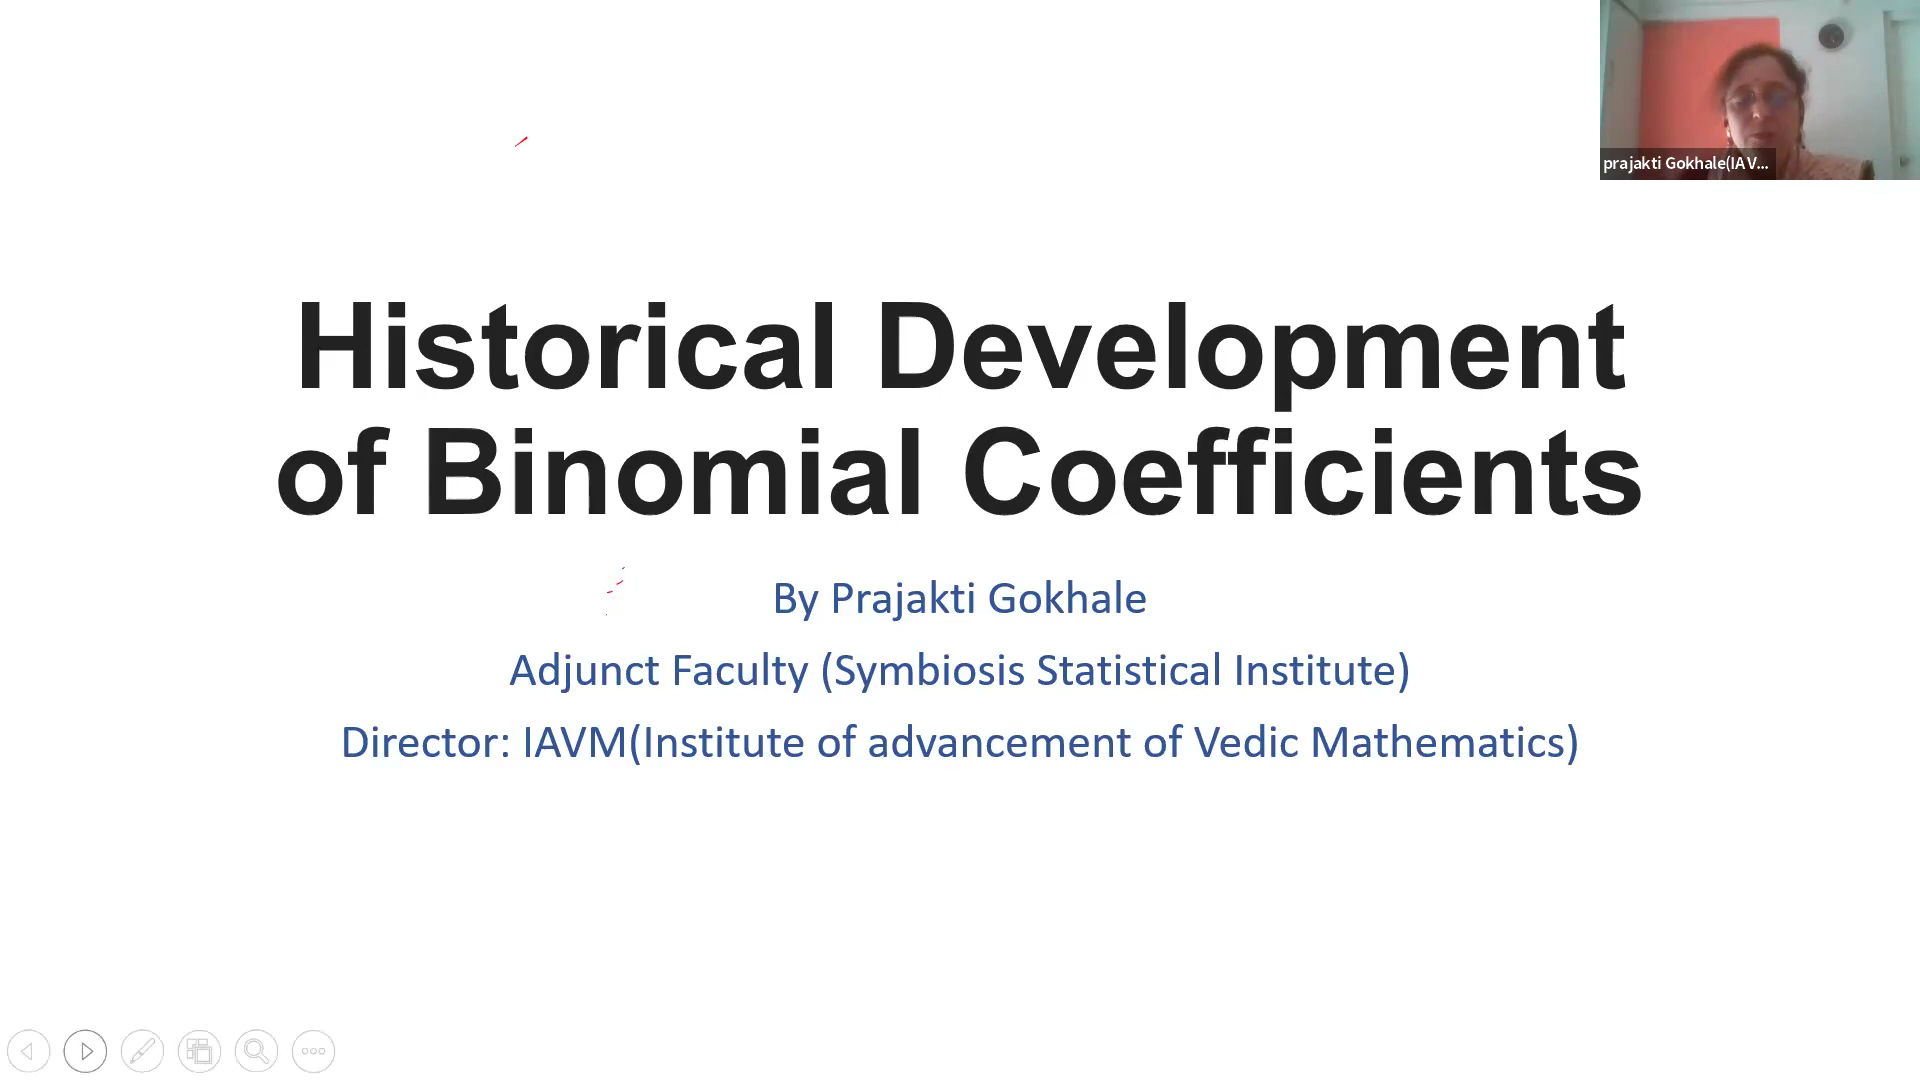 prajakti Gokhale(IAV...
Historical Development
of Binomial Coefficients
By Prajakti Gokhale
Adjunct Faculty (Symbiosis Statistical Institute)
Director: IAVM(Institute of advancement of Vedic Mathematics)